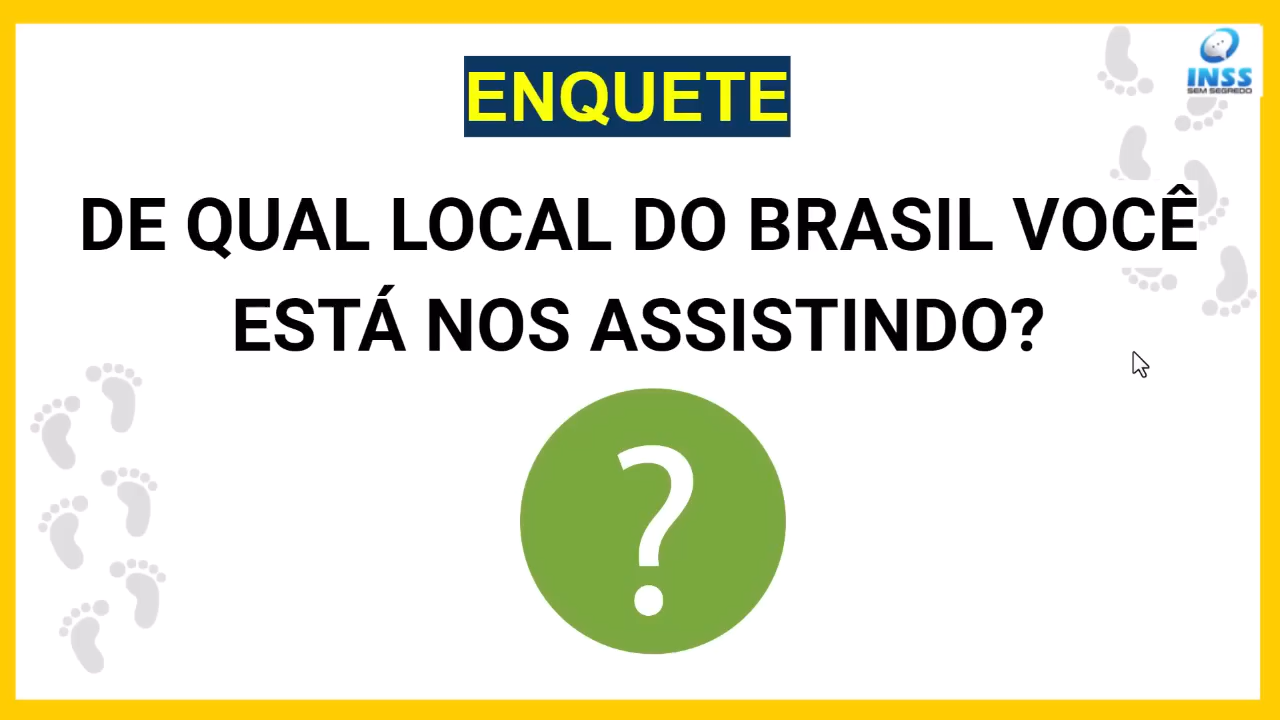 INSS
SEM SEGREDO
ENQUETE
DE QUAL LOCAL DO BRASIL VOCÊ
ESTÁ NOS ASSISTINDO?
?